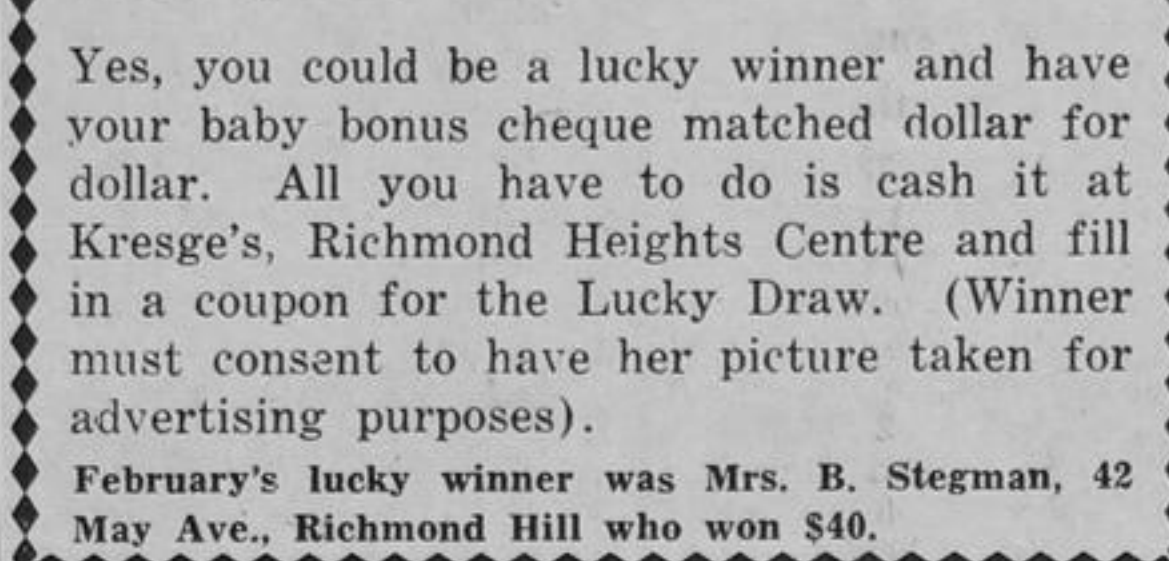 Yes, you could be a lucky winner and have
your baby bonus cheque matched dollar for
dollar. All you have to do is cash it at
Kresge's, Richmond Heights Centre and fill
in a coupon for the Lucky Draw. (Winner
must consent to have her picture taken for
advertising purposes).
February's lucky winner was Mrs. B. Stegman, 42
May Ave., Richmond Hill who won $40.